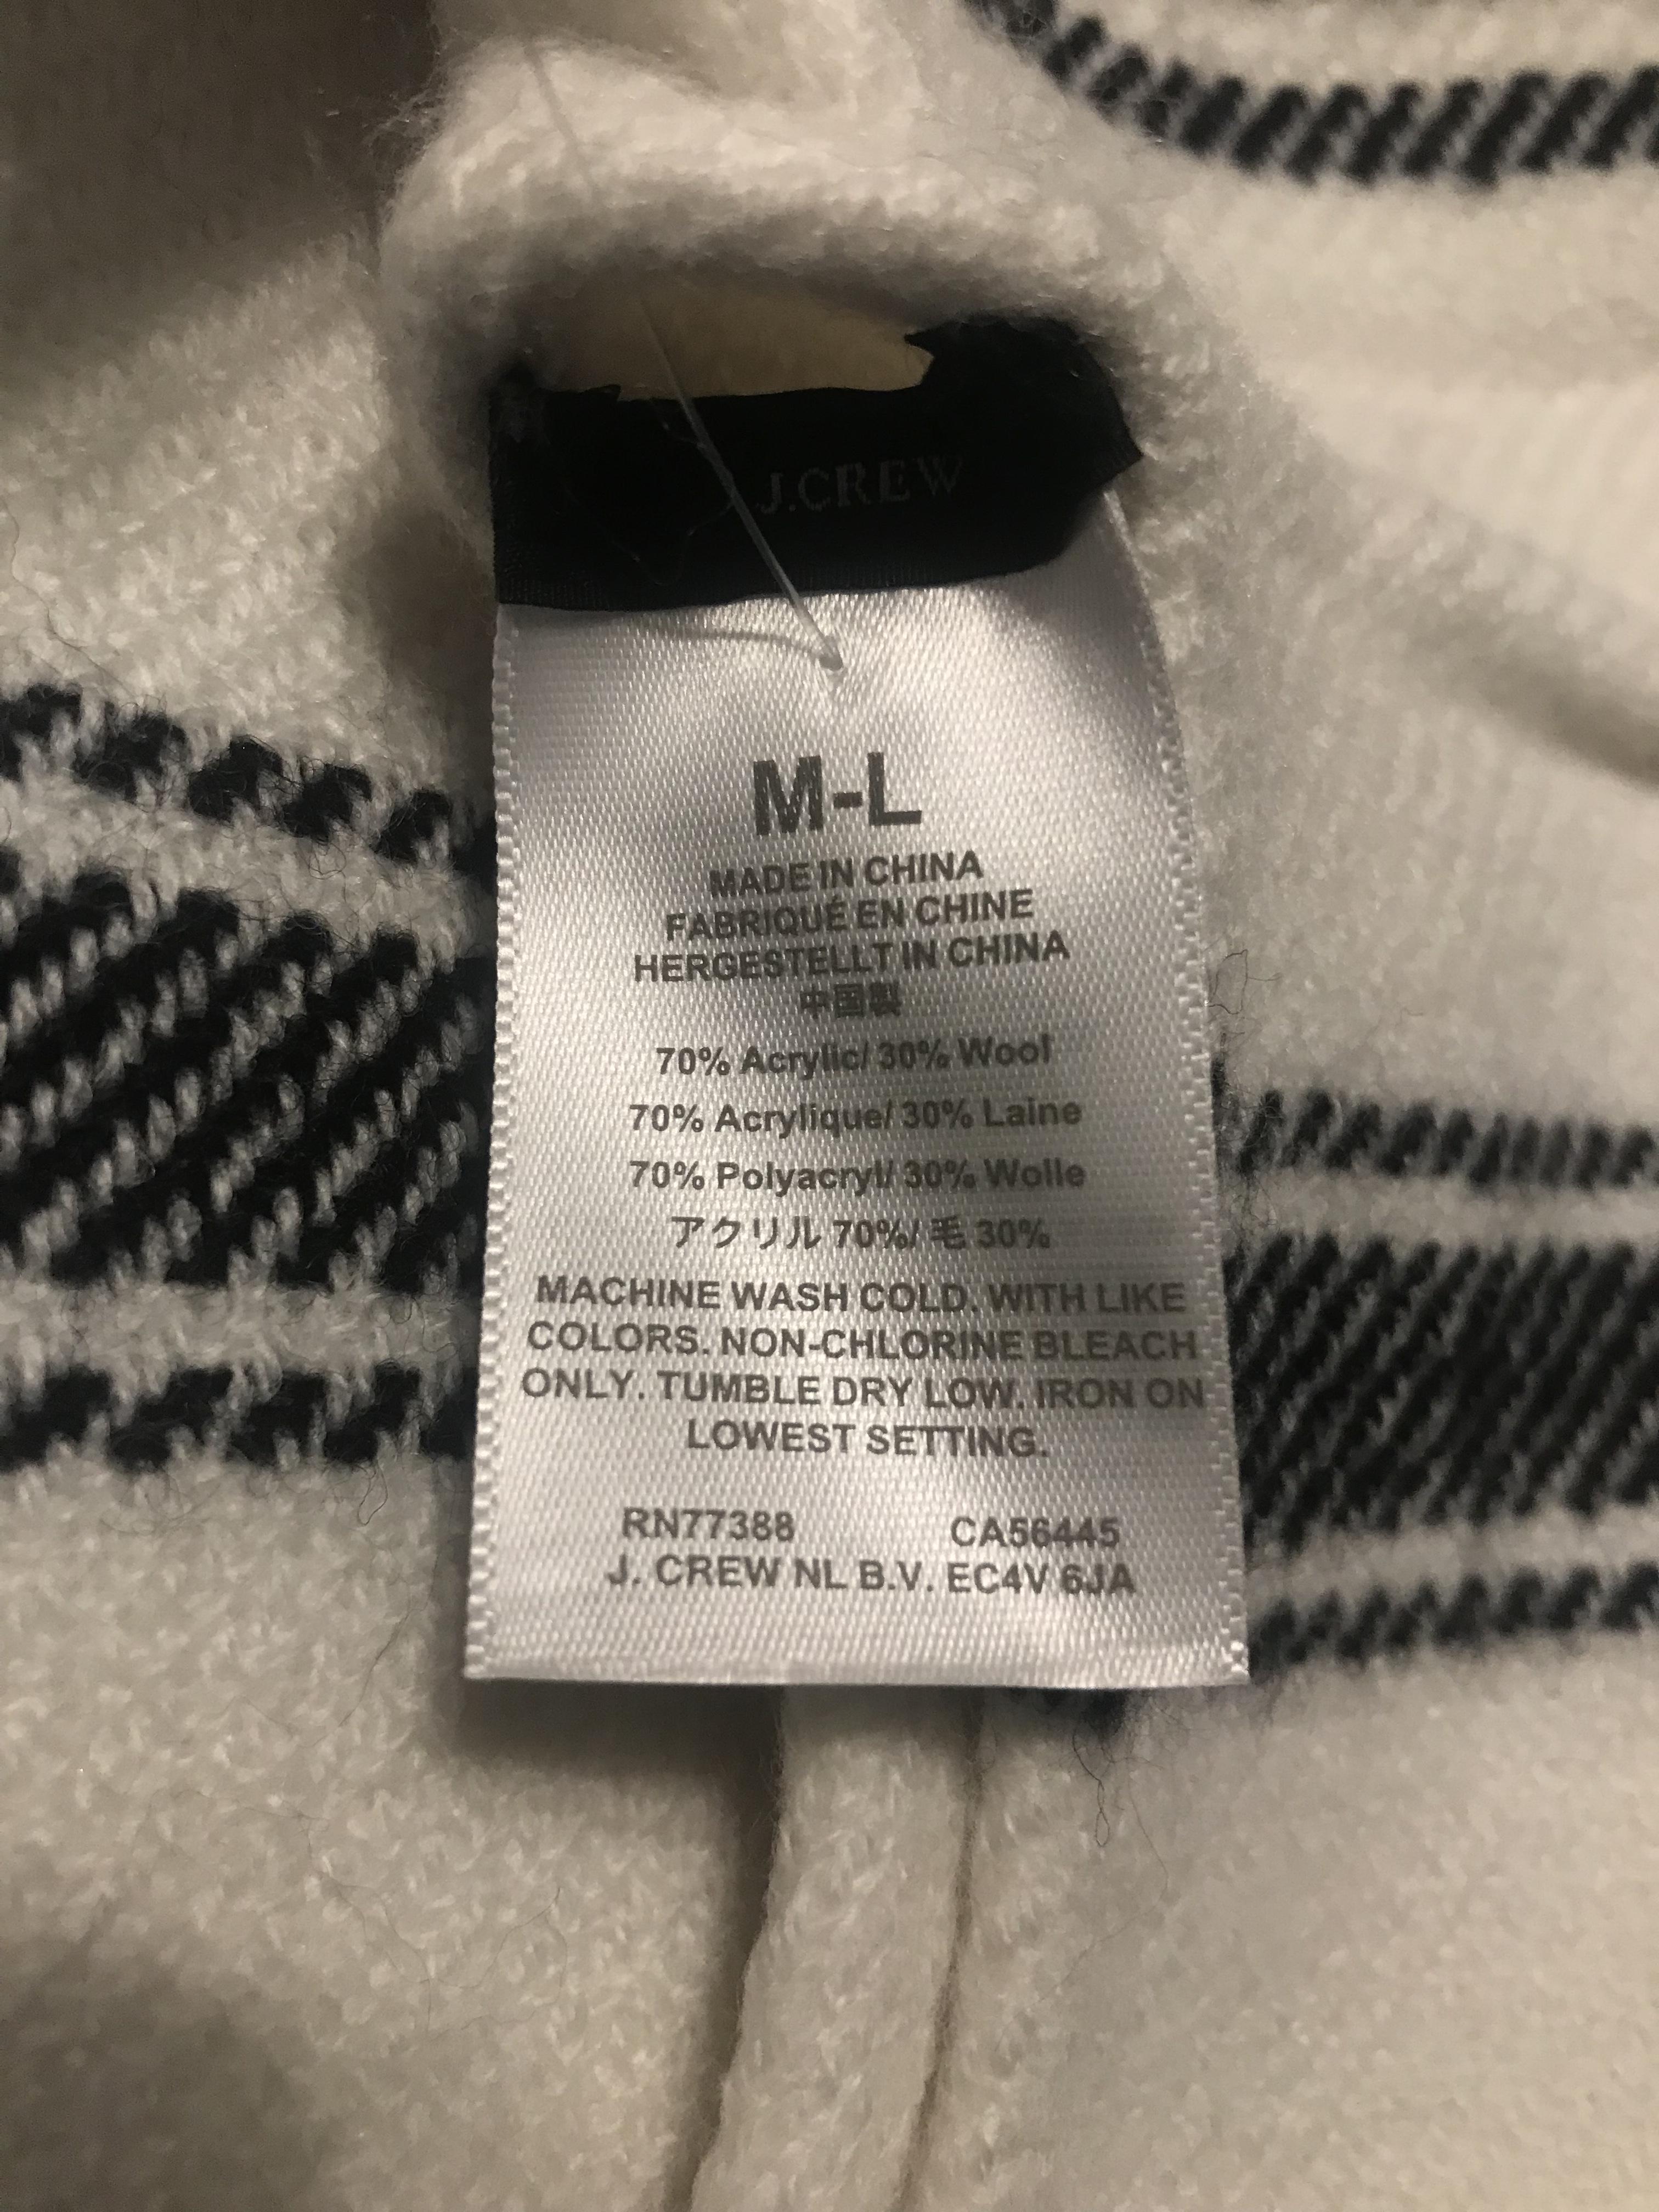 J.CREW
M-L
MADE IN CHINA
FABRIQUÉ EN CHINE
HERGESTELLT IN CHINA
中国製
70% Acrylic/ 30% Wool
70% Acrylique/ 30% Laine
70% Polyacryl/ 30% Wolle
アクリル 70%/ 毛 30%
MACHINE WASH COLD. WITH LIKE
COLORS. NON-CHLORINE BLEACH
ONLY. TUMBLE DRY LOW. IRON ON
LOWEST SETTING.
RN77388 CA56445
J. CREW NL B.V. EC4V 6JA